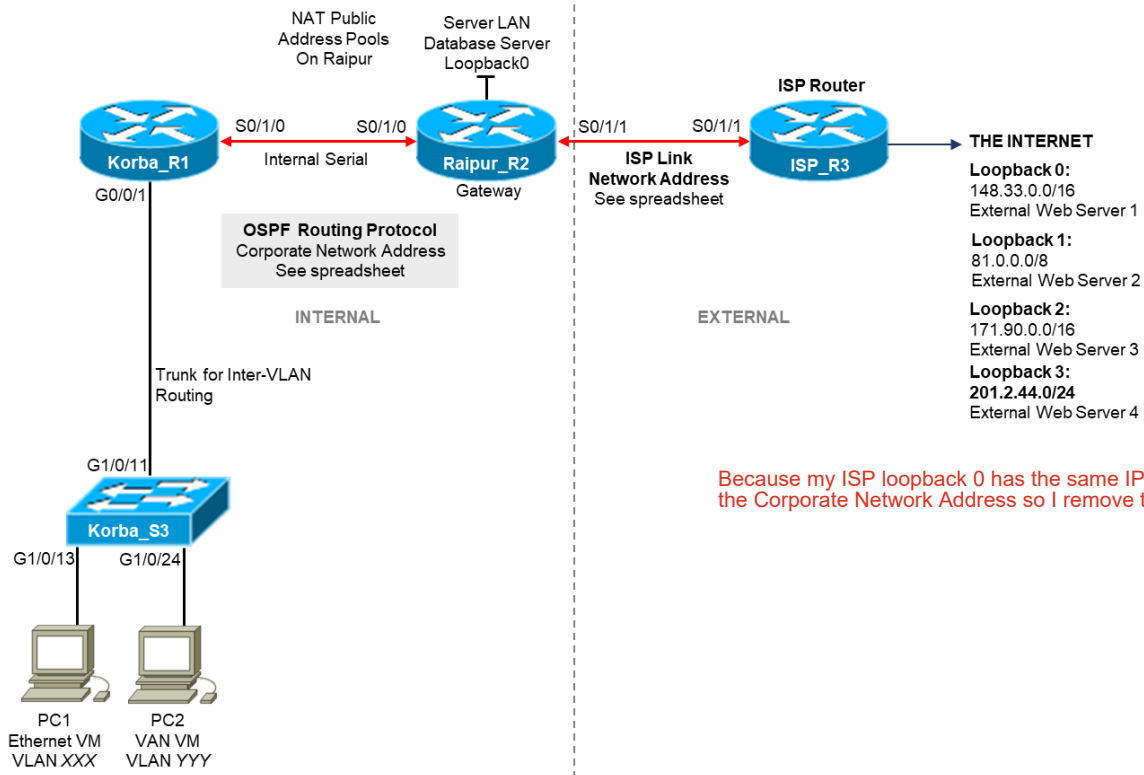 NAT Public
Address Pools
On Raipur
Server LAN
Database Server
Loopback0
ISP Router
S0/1/0
S0/1/0
S0/1/1
S0/1/1
Korba_R1
Internal Serial
Raipur_R2
Gateway
ISP Link
Network Address
See spreadsheet
ISP_R3
THE INTERNET
Loopback 0:
148.33.0.0/16
External Web Server 1
Loopback 1:
81.0.0.0/8
External Web Server 2
Loopback 2:
171.90.0.0/16
External Web Server 3
Loopback 3:
201.2.44.0/24
External Web Server 4
G0/0/1
OSPF Routing Protocol
Corporate Network Address
See spreadsheet
INTERNAL
EXTERNAL
Trunk for Inter-VLAN
Routing
G1/0/11
Because my ISP loopback 0 has the same IP
the Corporate Network Address so I remove
Korba_S3
G1/0/13
G1/0/24
PC1
Ethernet VM
VLAN XXX
PC2
VAN VM
VLAN YYY